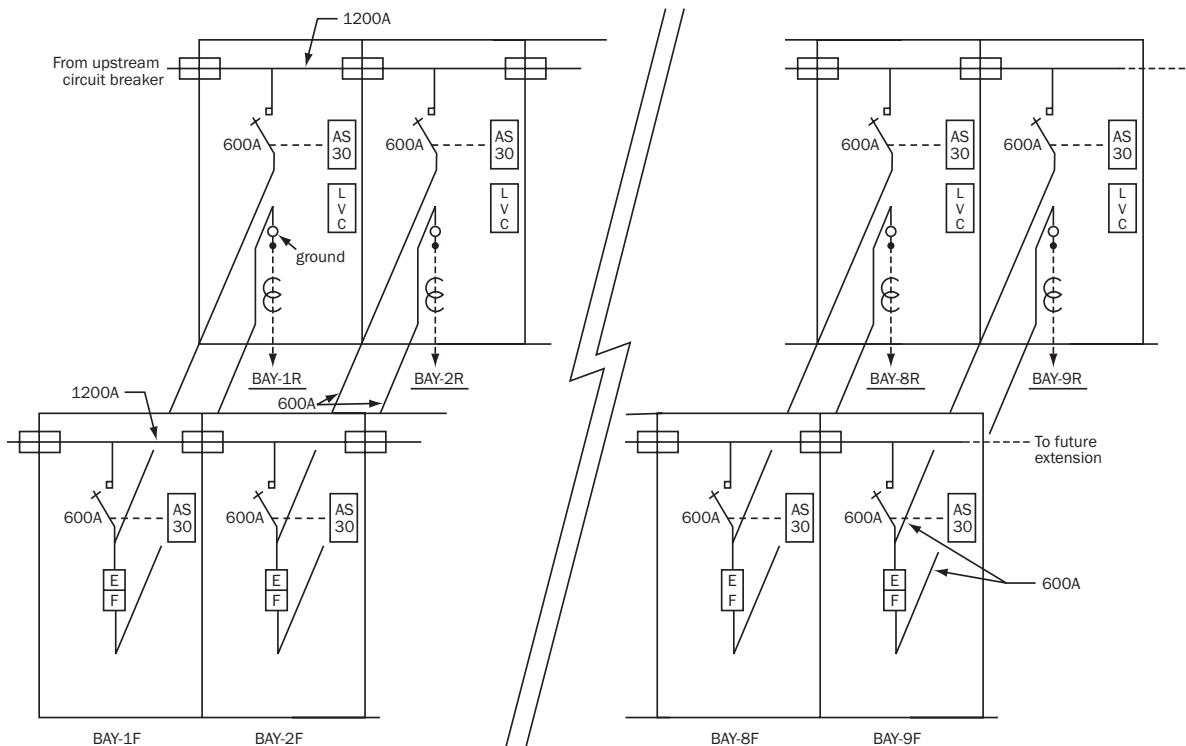 1200A
From upstream
circuit breaker
600A
AS
30
600A
AS
30
600A
AS
30
600A
AS
30
L
V
C
L
V
C
L
V
C
L
V
C
ground
BAY-1R
BAY-2R
BAY-8R
BAY-9R
1200A
600A
To future
extension
600A
AS
30
600A
AS
30
600A
AS
30
600A
AS
30
E
F
E
F
E
F
E
F
600A
BAY-1F
BAY-2F
BAY-8F
BAY-9F